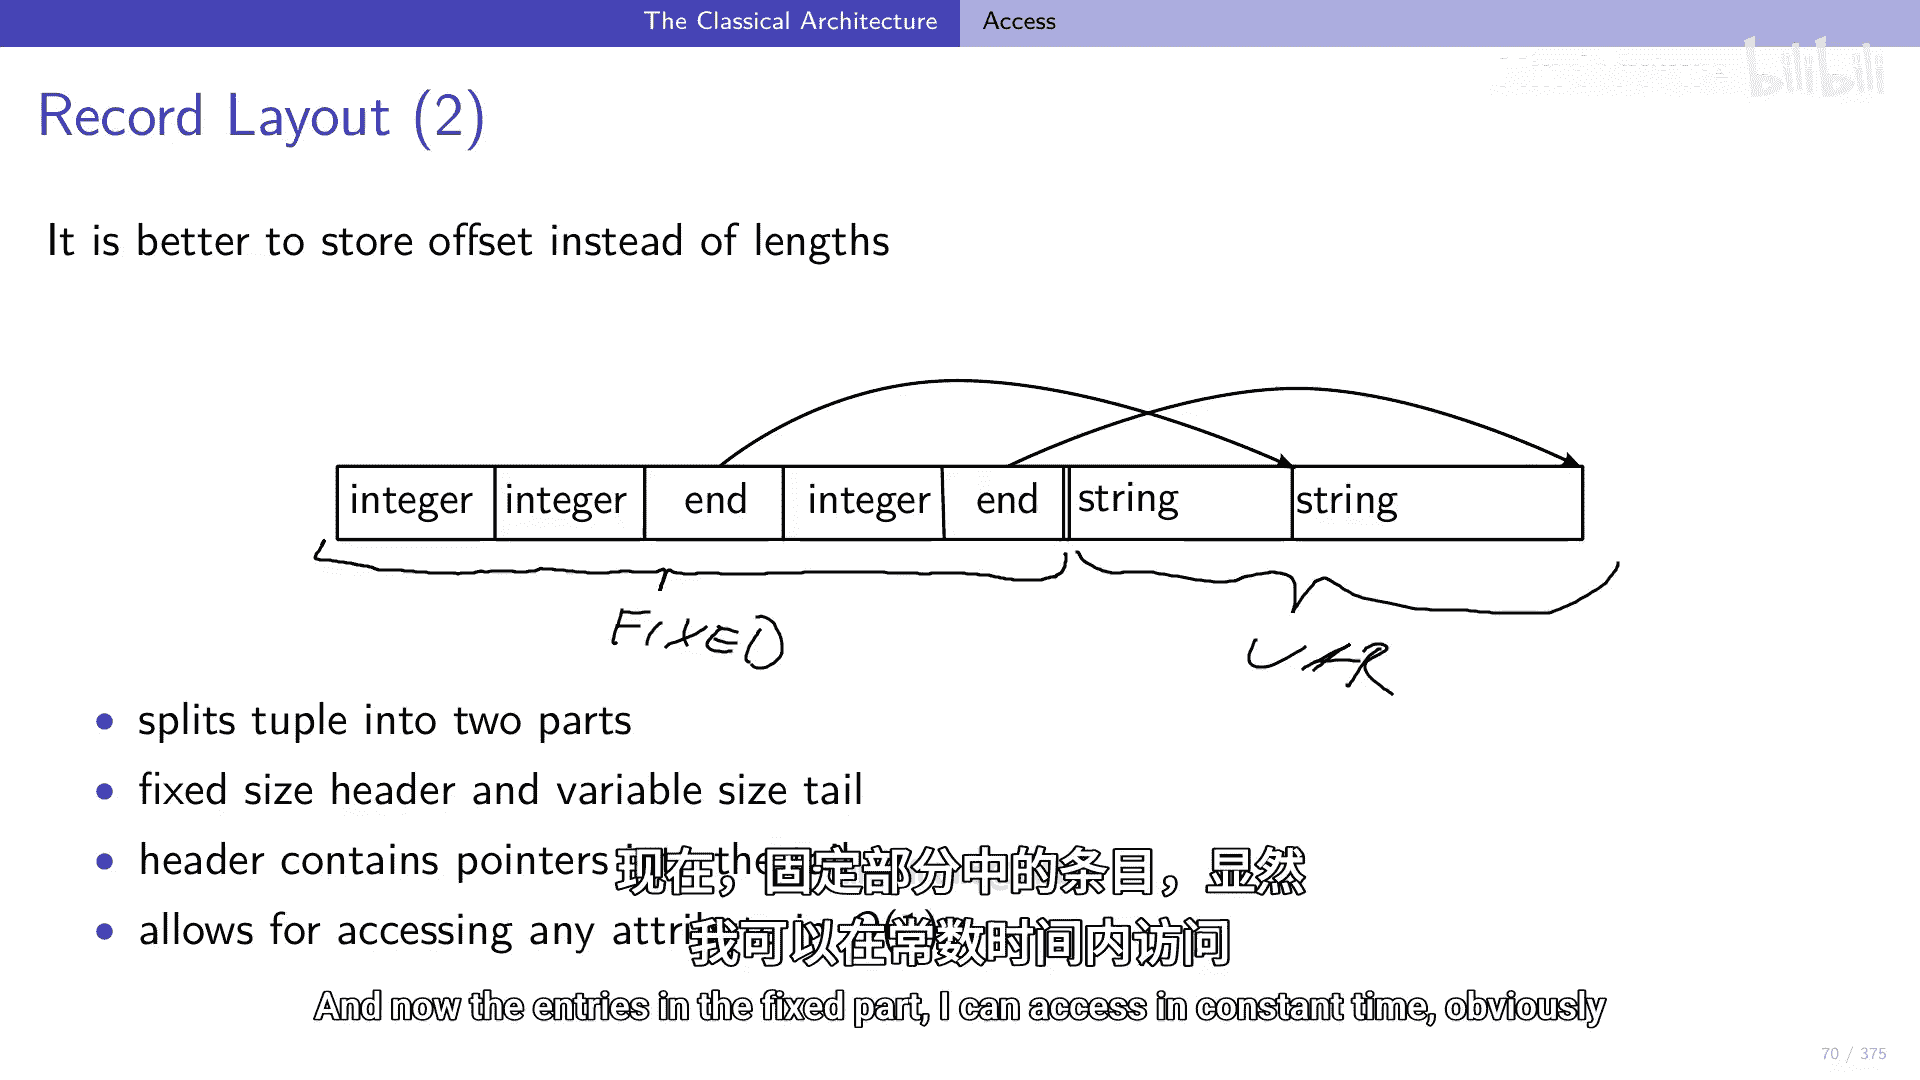 The Classical Architecture Access
bilibili
Record Layout (2)
It is better to store offset instead of lengths
integer integer end integer end string string
FIXED
VAR
• splits tuple into two parts
• fixed size header and variable size tail
• header contains pointers
• allows for accessing any
现在，固定部分中的条目，显然
我可以在常数时间内访问
And now the entries in the fixed part, I can access in constant time, obviously
70 / 375